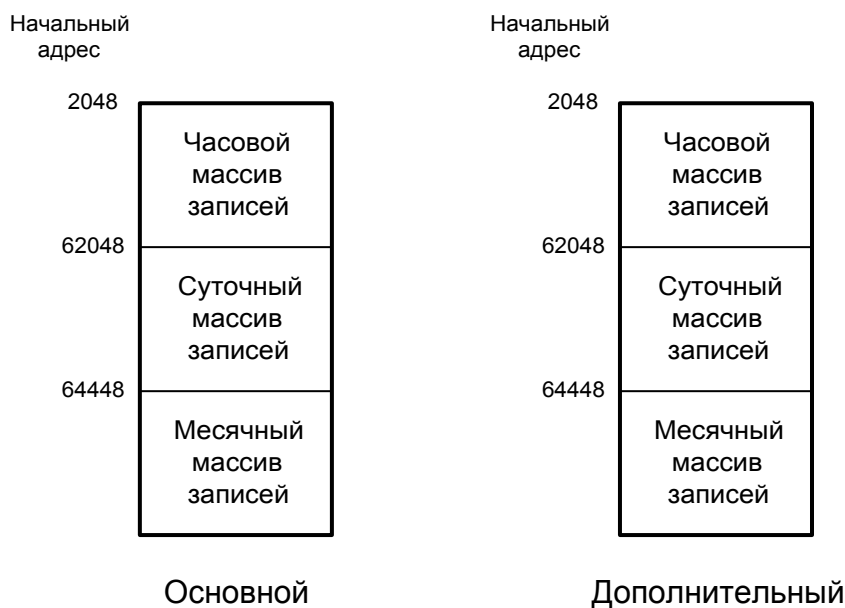 Начальный
адрес
2048
Часовой
массив
записей
62048
Суточный
массив
записей
64448
Месячный
массив
записей
Основной
Начальный
адрес
2048
Часовой
массив
записей
62048
Суточный
массив
записей
64448
Месячный
массив
записей
Дополнительный